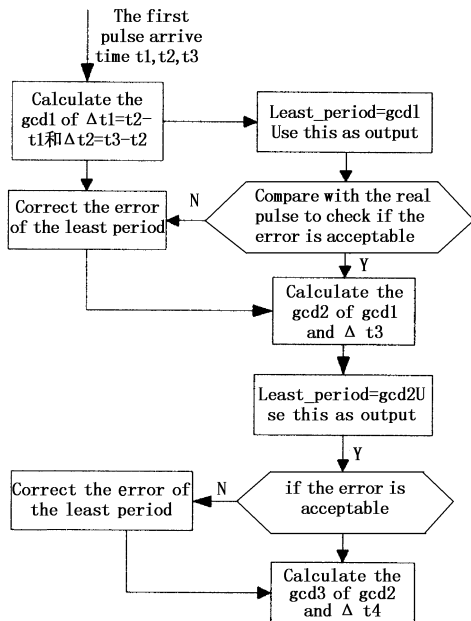 The first
pulse arrive
time t1,t2,t3
Calculate the
gcd1 of Δt1=t2-
t1和Δt2=t3-t2
Least_period=gcd1
Use this as output
Correct the error
of the least period
N
Compare with the real
pulse to check if the
error is acceptable
Y
Calculate the
gcd2 of gcd1
and Δ t3
Least_period=gcd2U
se this as output
Y
Correct the error of
the least period
N
if the error is
acceptable
Calculate the
gcd3 of gcd2
and Δ t4